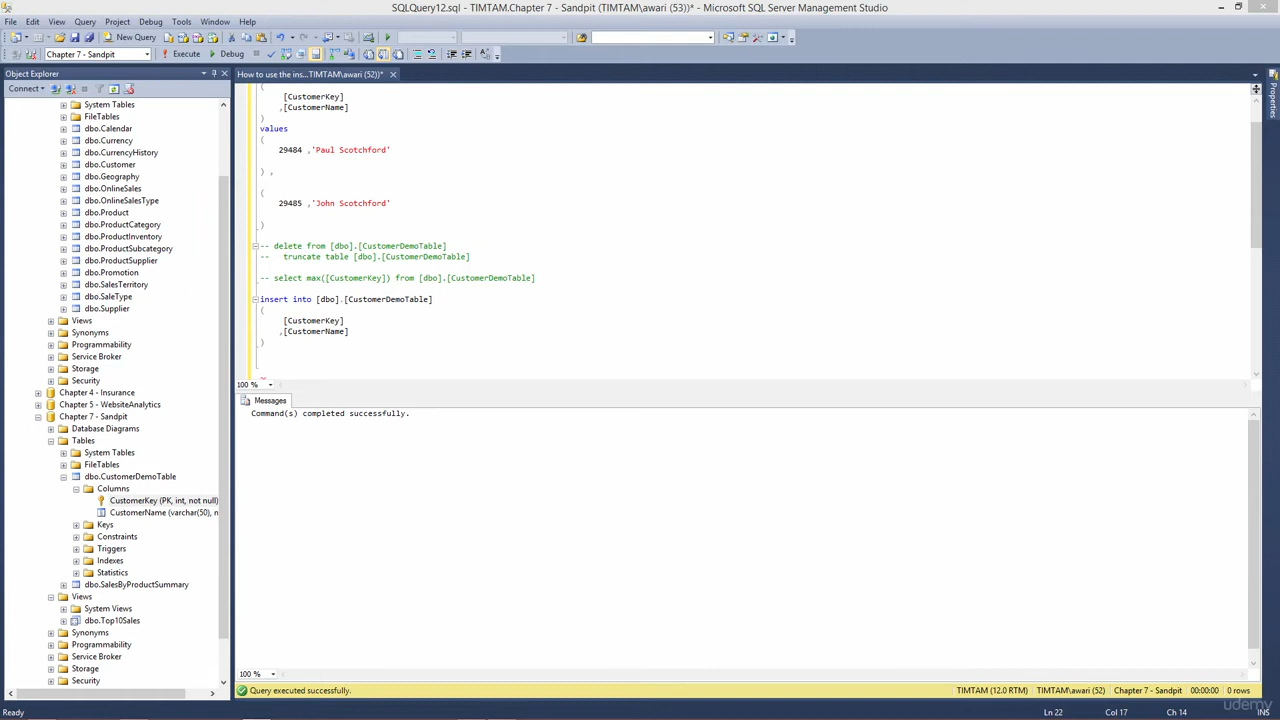 SQLQuery12.sql - TIMTAM.Chapter 7 - Sandpit (TIMTAM\awari (53))* - Microsoft SQL Server Management Studio
File Edit View Query Project Debug Tools Window Help
New Query
Chapter 7 - Sandpit Execute Debug
Object Explorer
How to use the ins...TIMTAM\awari (52))*
Connect
Properties
System Tables
FileTables
dbo.Calendar
dbo.Currency
dbo.CurrencyHistory
dbo.Customer
dbo.Geography
dbo.OnlineSales
dbo.OnlineSalesType
dbo.Product
dbo.ProductCategory
dbo.ProductInventory
dbo.ProductSubcategory
dbo.ProductSupplier
dbo.Promotion
dbo.SalesTerritory
dbo.SaleType
dbo.Supplier
Views
Synonyms
Programmability
Service Broker
Storage
Security
Chapter 4 - Insurance
Chapter 5 - WebsiteAnalytics
Chapter 7 - Sandpit
Database Diagrams
Tables
System Tables
FileTables
dbo.CustomerDemoTable
Columns
CustomerKey (PK, int, not null)
CustomerName (varchar(50), n
Keys
Constraints
Triggers
Indexes
Statistics
dbo.SalesByProductSummary
Views
System Views
dbo.Top10Sales
Synonyms
Programmability
Service Broker
Storage
Security
(
[CustomerKey]
,[CustomerName]
)
values
(
29484 ,'Paul Scotchford'
) ,
(
29485 ,'John Scotchford'
)
-- delete from [dbo].[CustomerDemoTable]
-- truncate table [dbo].[CustomerDemoTable]
-- select max([CustomerKey]) from [dbo].[CustomerDemoTable]
insert into [dbo].[CustomerDemoTable]
(
[CustomerKey]
,[CustomerName]
)
100 %
Messages
Command(s) completed successfully.
100 %
Query executed successfully. TIMTAM (12.0 RTM) TIMTAM\awari (52) Chapter 7 - Sandpit 00:00:00 0 rows
udemy
Ready Ln 22 Col 17 Ch 14 INS